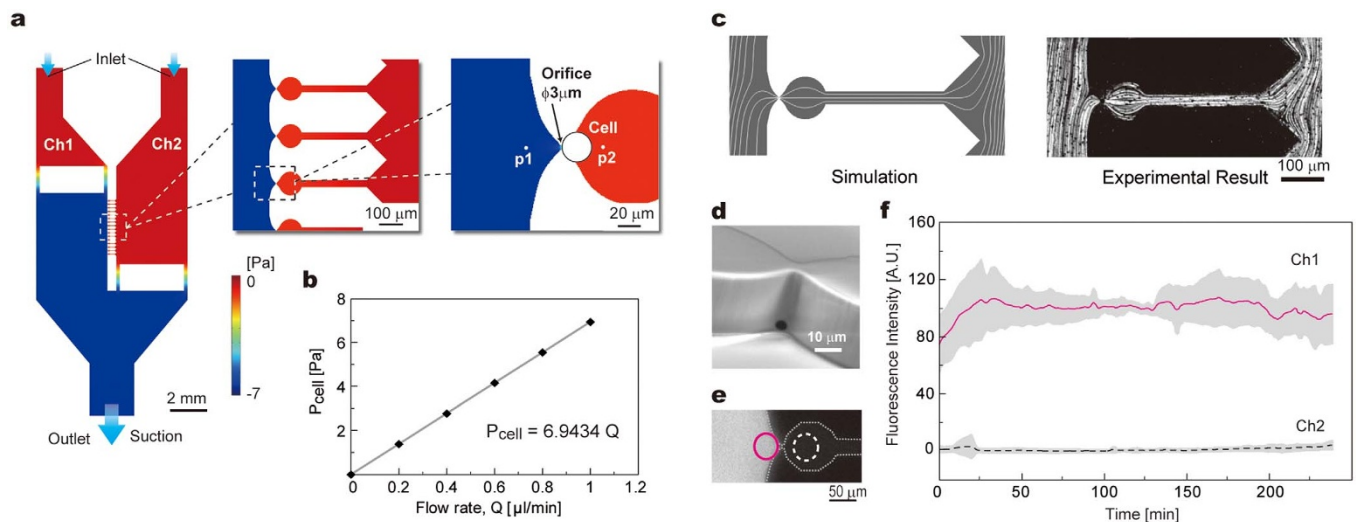 a
Inlet
Ch1
Ch2
[Pa]
0
-7
2 mm
Outlet
Suction
100 μm
Orifice
ϕ3μm
Cell
p1
p2
20 μm
b
8
6
4
2
0
0.2
0.4
0.6
0.8
1
1.2
Pcell [Pa]
Flow rate, Q [μl/min]
Pcell = 6.9434 Q
c
Simulation
Experimental Result
100 μm
d
10 μm
e
50 μm
f
160
120
80
40
0
0
50
100
150
200
Fluorescence Intensity [A.U.]
Time [min]
Ch1
Ch2